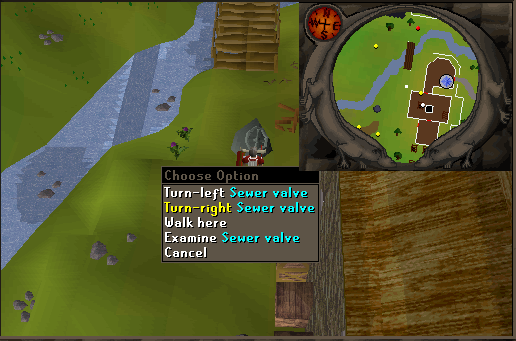 N
W E
S
Choose Option
Turn-left Sewer valve
Turn-right Sewer valve
Walk here
Examine Sewer valve
Cancel